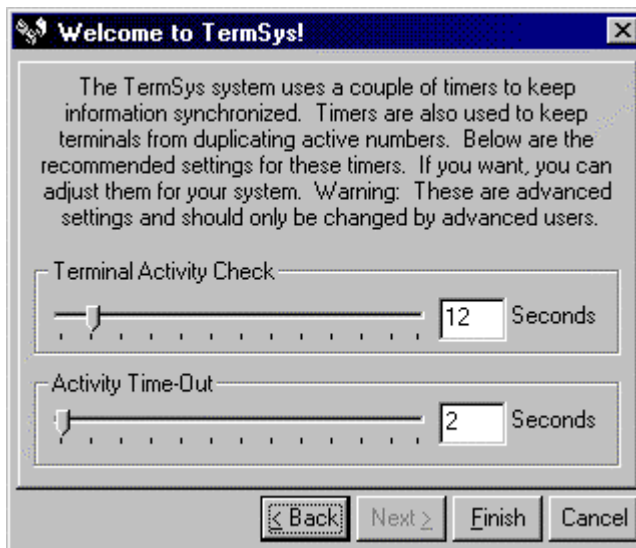 Welcome to TermSys!
The TermSys system uses a couple of timers to keep
information synchronized. Timers are also used to keep
terminals from duplicating active numbers. Below are the
recommended settings for these timers. If you want, you can
adjust them for your system. Warning: These are advanced
settings and should only be changed by advanced users.
Terminal Activity Check
12 Seconds
Activity Time-Out
2 Seconds
< Back Next > Finish Cancel